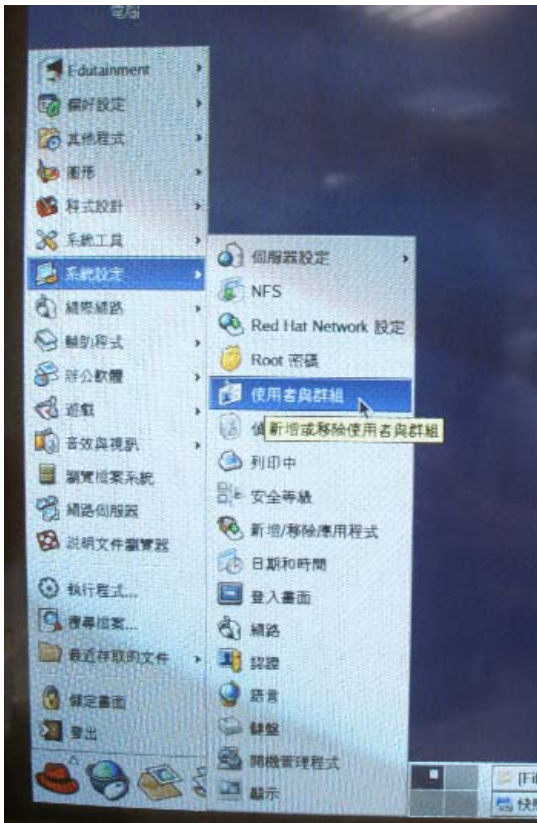 電腦
Edutainment
偏好設定
其他程式
圖形
程式設計
系統工具
系統設定
網際網路
輔助程式
辦公軟體
遊戲
音效與視訊
瀏覽檔案系統
網路伺服器
說明文件瀏覽器
執行程式...
搜尋檔案...
最近存取的文件
鎖定畫面
登出
伺服器設定
NFS
Red Hat Network 設定
Root 密碼
使用者與群組
新增或移除使用者與群組
列印中
安全等級
新增/移除應用程式
日期和時間
登入畫面
網路
認證
語言
鍵盤
開機管理程式
顯示
[Fil
快照